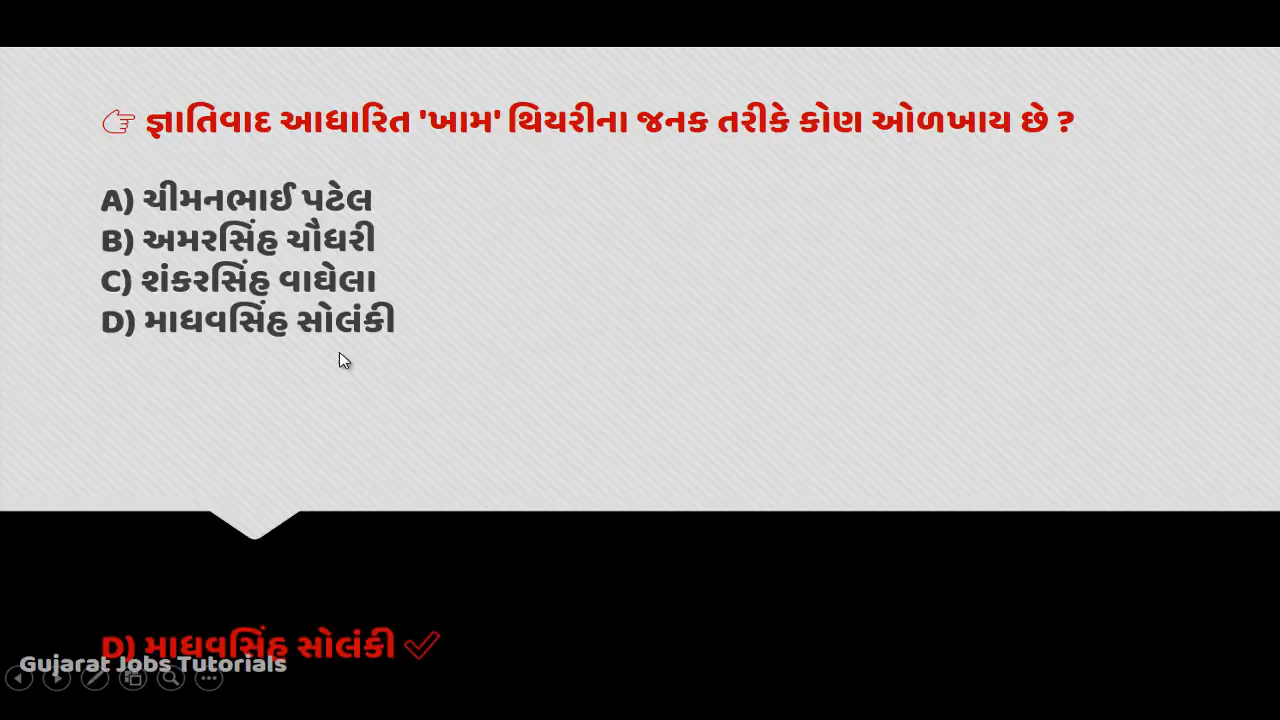 👉 જ્ઞાતિવાદ આધારિત 'ખામ' થિયરીના જનક તરીકે કોણ ઓળખાય છે ?
A) ચીમનભાઈ પટેલ
B) અમરસિંહ ચૌધરી
C) શંકરસિંહ વાઘેલા
D) માધવસિંહ સોલંકી
D) માધવસિંહ સોલંકી ✓
Gujarat Jobs Tutorials